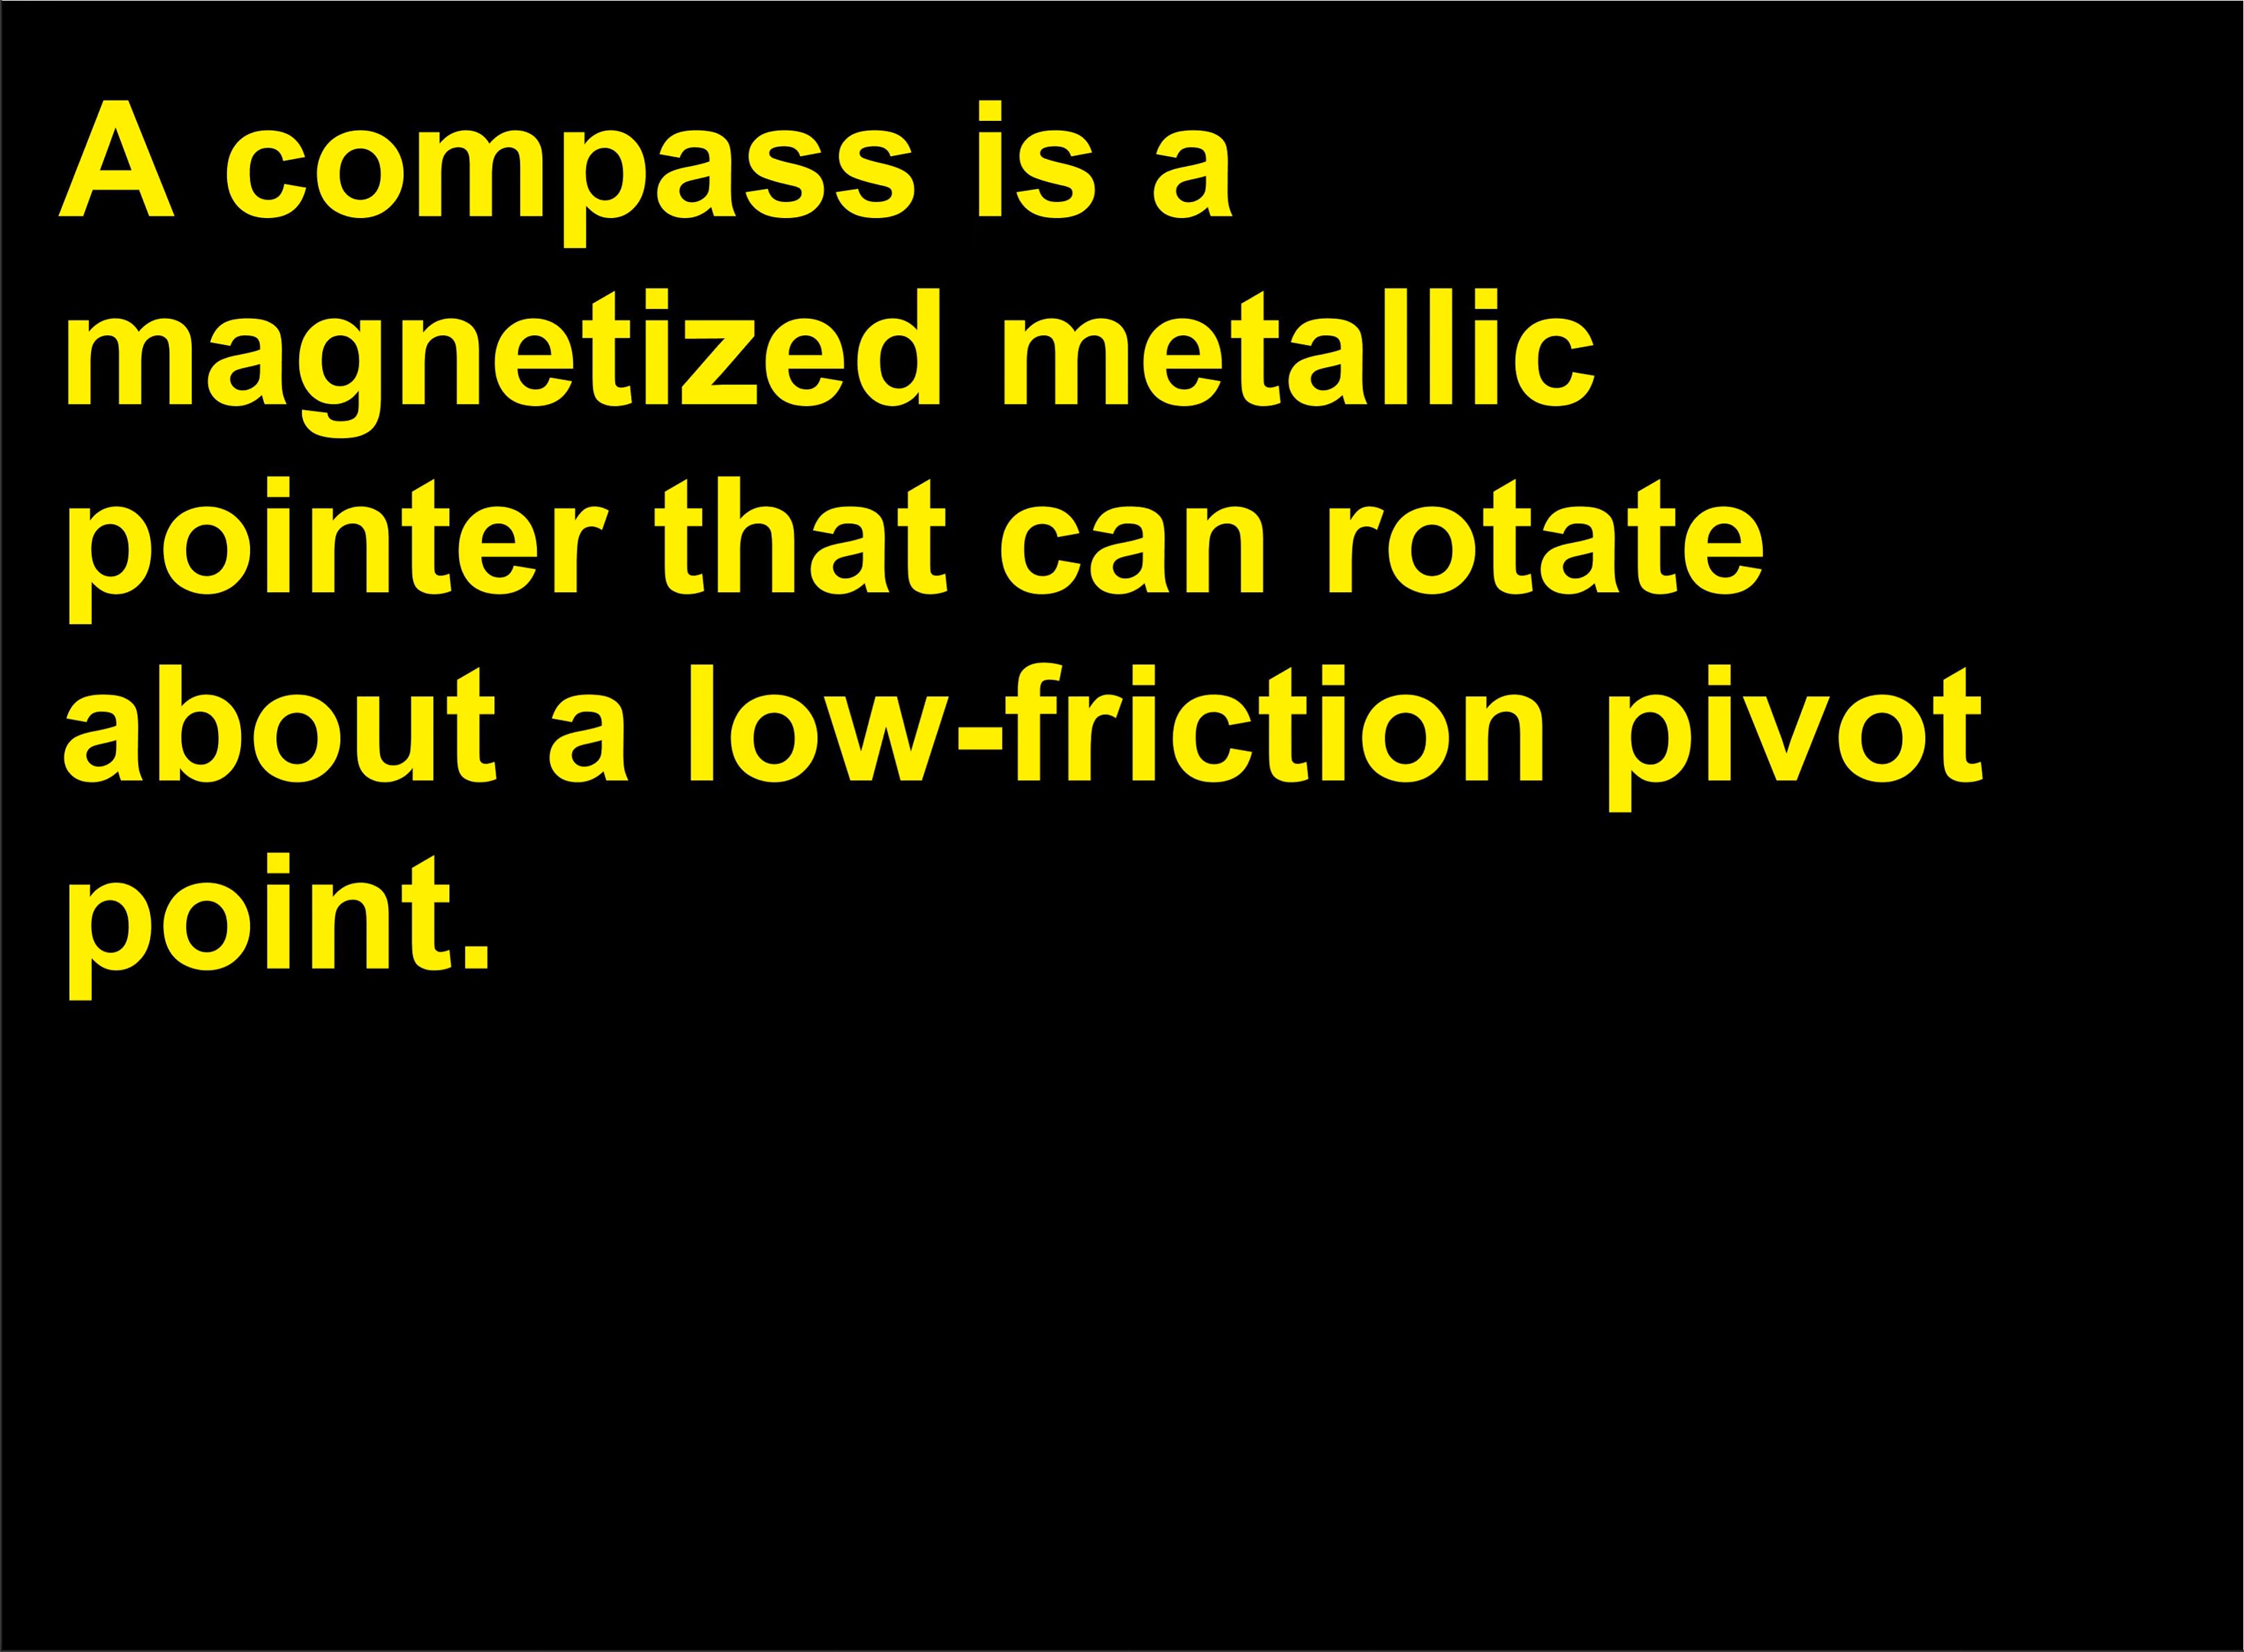 A compass is a
magnetized metallic
pointer that can rotate
about a low-friction pivot
point.